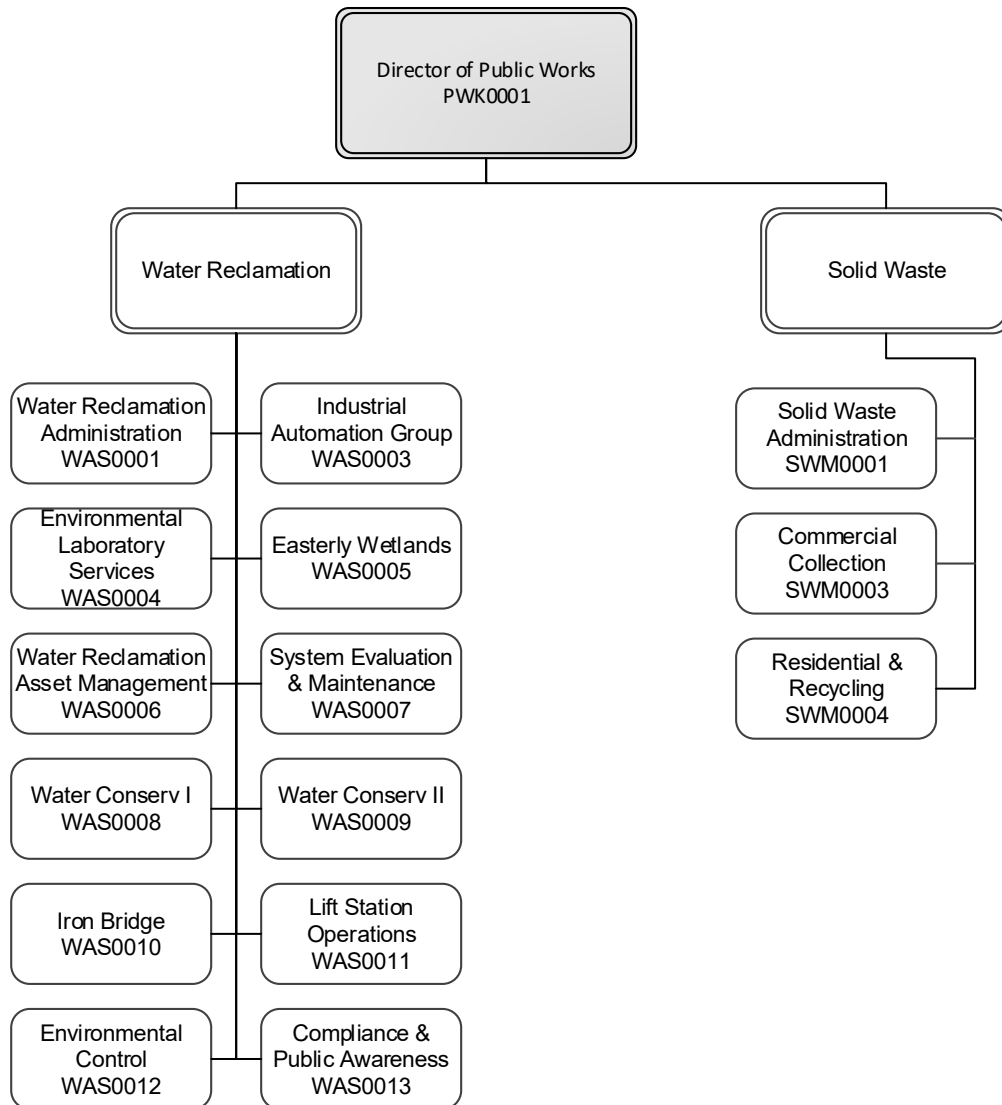 Director of Public Works
PWK0001
Water Reclamation
Solid Waste
Water Reclamation
Administration
WAS0001
Industrial
Automation Group
WAS0003
Solid Waste
Administration
SWM0001
Environmental
Laboratory
Services
WAS0004
Easterly Wetlands
WAS0005
Commercial
Collection
SWM0003
Water Reclamation
Asset Management
WAS0006
System Evaluation
& Maintenance
WAS0007
Residential &
Recycling
SWM0004
Water Conserv I
WAS0008
Water Conserv II
WAS0009
Iron Bridge
WAS0010
Lift Station
Operations
WAS0011
Environmental
Control
WAS0012
Compliance &
Public Awareness
WAS0013